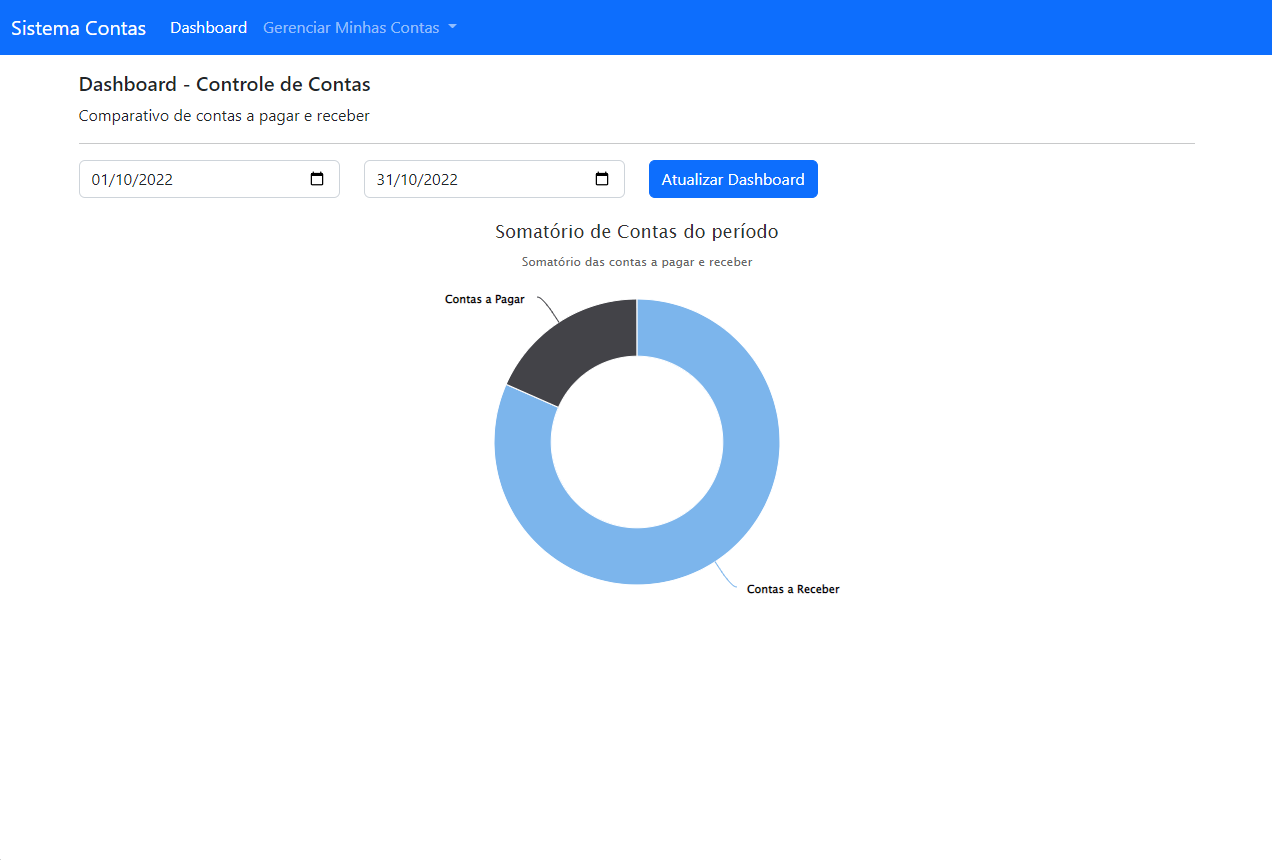 Sistema Contas Dashboard Gerenciar Minhas Contas
Dashboard - Controle de Contas
Comparativo de contas a pagar e receber
01/10/2022 31/10/2022 Atualizar Dashboard
Somatório de Contas do período
Somatório das contas a pagar e receber
Contas a Pagar
Contas a Receber